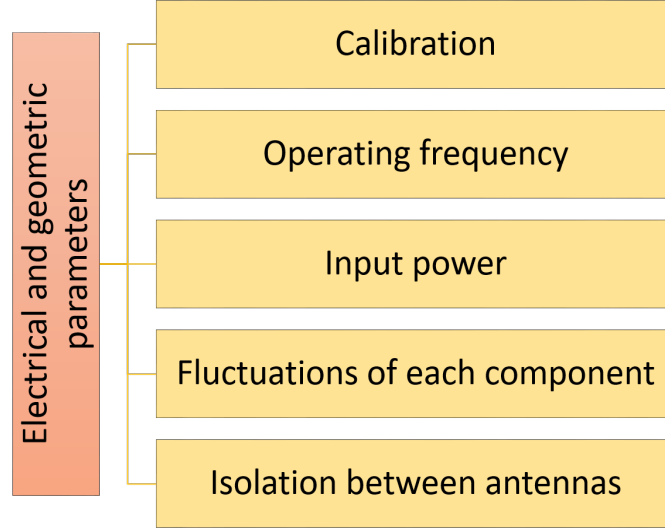 Electrical and geometric
parameters
Calibration
Operating frequency
Input power
Fluctuations of each component
Isolation between antennas